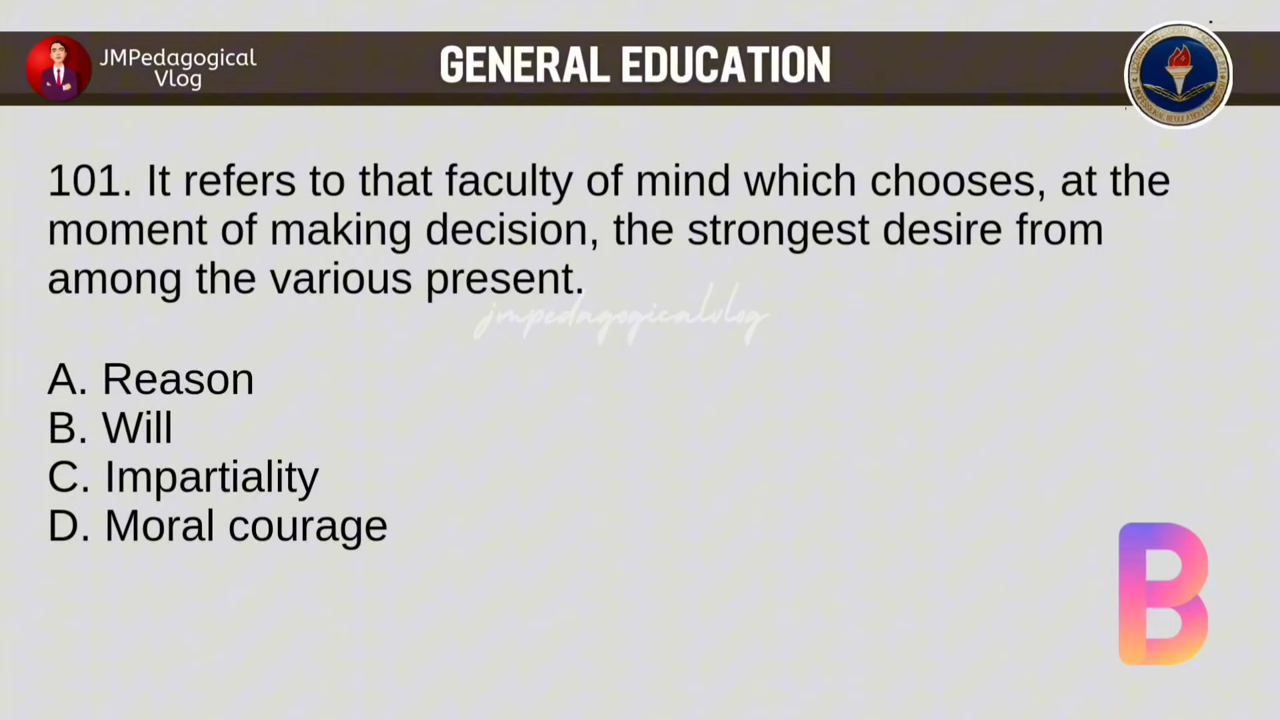 JMPedagogical
Vlog
GENERAL EDUCATION
101. It refers to that faculty of mind which chooses, at the
moment of making decision, the strongest desire from
among the various present.
jmpedagogicalvlog
A. Reason
B. Will
C. Impartiality
D. Moral courage
B